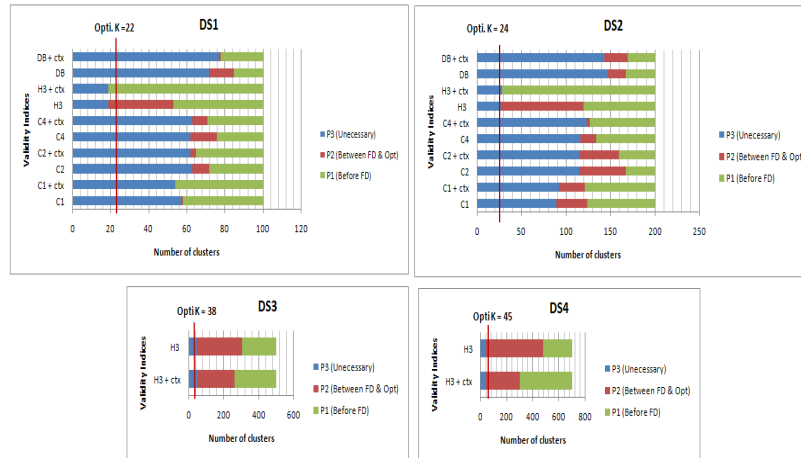 Opti. K =22
DS1
Validity Indices
DB + ctx
DB
H3 + ctx
H3
C4 + ctx
C4
C2 + ctx
C2
C1 + ctx
C1
0 20 40 60 80 100 120
Number of clusters
P3 (Unecessary)
P2 (Between FD & Opt)
P1 (Before FD)
Opti. K = 24
DS2
Validity Indices
DB + ctx
DB
H3 + ctx
H3
C4 + ctx
C4
C2 + ctx
C2
C1 + ctx
C1
0 50 100 150 200 250
Number of clusters
P3 (Unecessary)
P2 (Between FD & Opt)
P1 (Before FD)
Opti K = 38
DS3
Validity Indices
H3
H3 + ctx
0 200 400 600
Number of clusters
P3 (Unecessary)
P2 (Between FD & Opt)
P1 (Before FD)
Opti K = 45
DS4
Validity Indices
H3
H3 + ctx
0 200 400 600 800
Number of clusters
P3 (Unecessary)
P2 (Between FD & Opt)
P1 (Before FD)